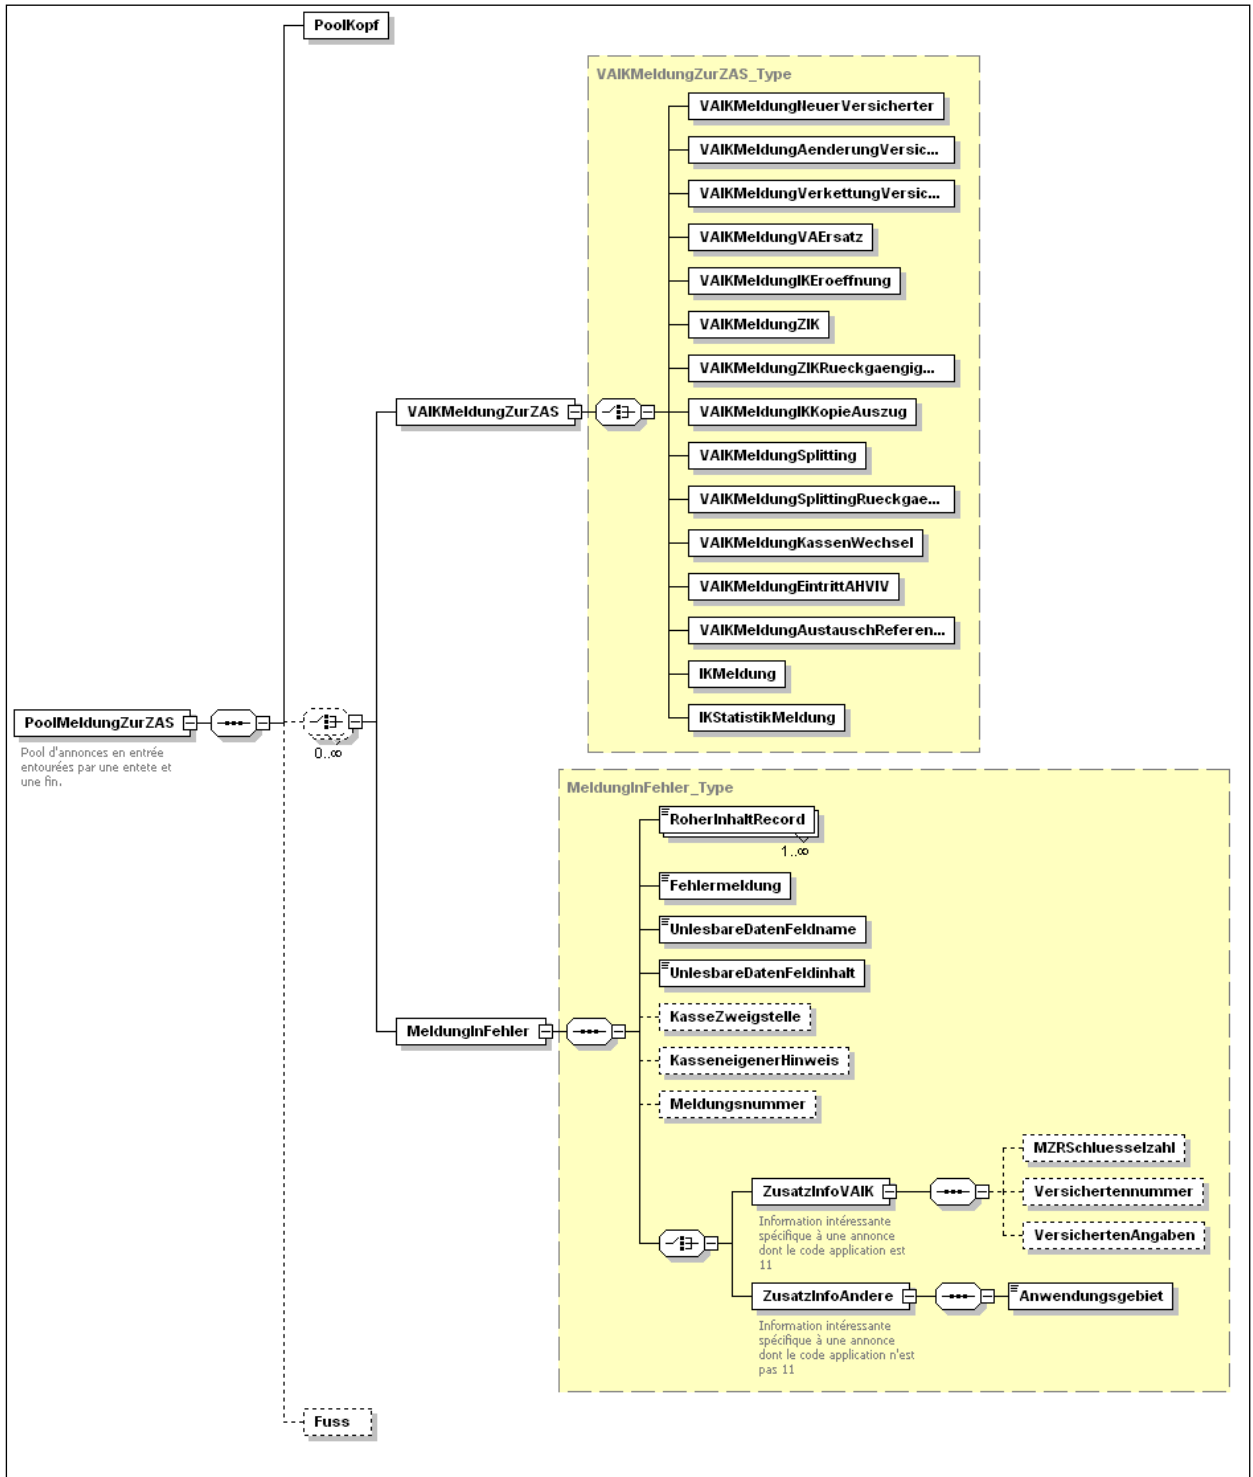 PoolKopf
VAIKMeldungZurZAS_Type
VAIKMeldungNeuerVersicherter
VAIKMeldungAenderungVersic...
VAIKMeldungVerkettungVersic...
VAIKMeldungVAErsatz
VAIKMeldungIKEroeffnung
VAIKMeldungZIK
VAIKMeldungZIKRueckgaengig...
VAIKMeldungZurZAS
VAIKMeldungIKKopieAuszug
VAIKMeldungSplitting
VAIKMeldungSplittingRueckgae...
VAIKMeldungKassenWechsel
VAIKMeldungEintrittAHVIV
VAIKMeldungAustauschReferen...
IKMeldung
IKStatistikMeldung
PoolMeldungZurZAS
Pool d'annonces en entrée
entourées par une entete et
une fin.
0..∞
MeldungInFehler_Type
RoherInhaltRecord
1..∞
Fehlermeldung
UnlesbareDatenFeldname
UnlesbareDatenFeldinhalt
KasseZweigstelle
MeldungInFehler
KasseneigenerHinweis
Meldungsnummer
MZRSchluesselzahl
ZusatzInfoVAIK
Versichertennummer
Information intéressante
spécifique à une annonce
dont le code application est
11
VersichertenAngaben
ZusatzInfoAndere
Anwendungsgebiet
Information intéressante
spécifique à une annonce
dont le code application n'est
pas 11
Fuss